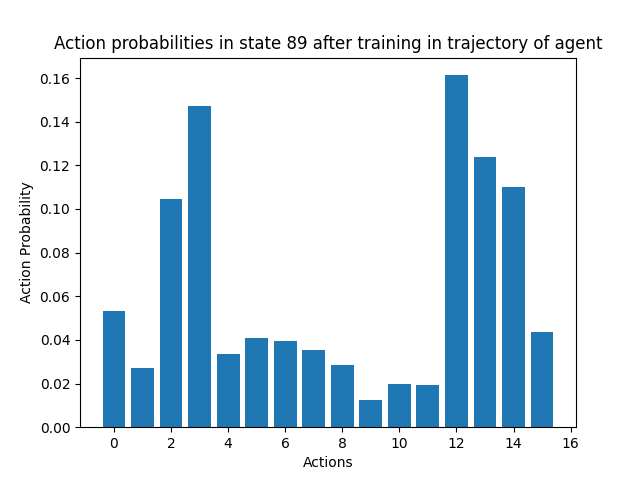 Action probabilities in state 89 after training in trajectory of agent
0.16
0.14
0.12
0.10
0.08
0.06
0.04
0.02
0.00
Action Probability
0 2 4 6 8 10 12 14 16
Actions